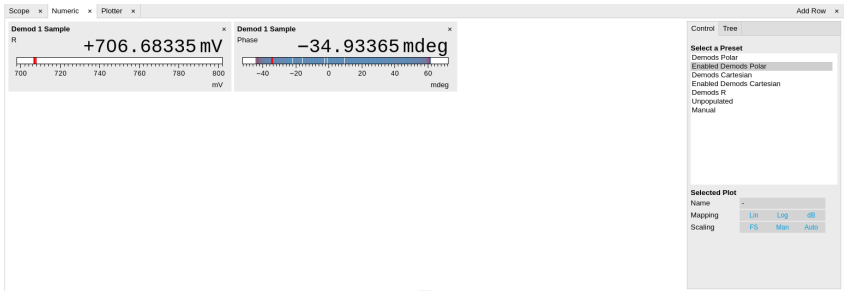 Scope × Numeric × Plotter × Add Row ×
Demod 1 Sample ×
R +706.68335 mV
700 720 740 760 780 800
mV
Demod 1 Sample ×
Phase −34.93365 mdeg
−40 −20 0 20 40 60
mdeg
Control Tree
Select a Preset
Demods Polar
Enabled Demods Polar
Demods Cartesian
Enabled Demods Cartesian
Demods R
Unpopulated
Manual
Selected Plot
Name -
Mapping Lin Log dB
Scaling FS Man Auto